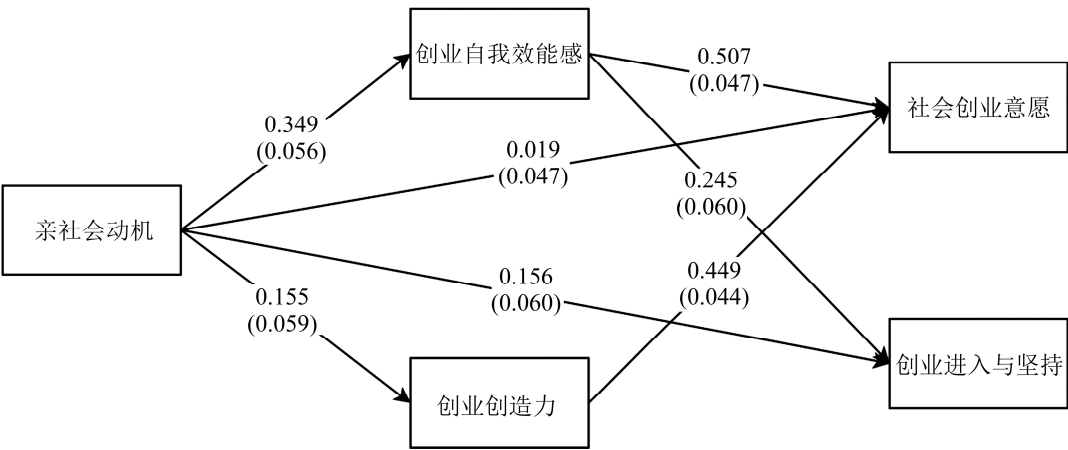 创业自我效能感
0.507
(0.047)
社会创业意愿
0.349
(0.056)
0.019
(0.047)
0.245
(0.060)
亲社会动机
0.156
(0.060)
0.449
(0.044)
0.155
(0.059)
创业进入与坚持
创业创造力